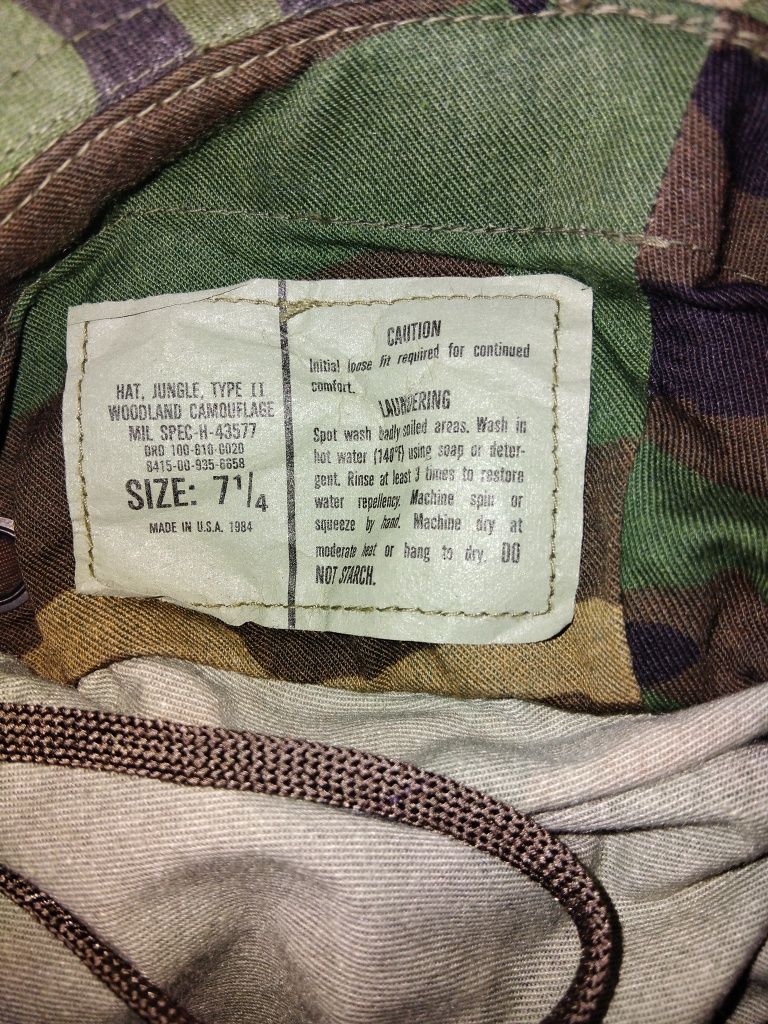 HAT, JUNGLE, TYPE II
WOODLAND CAMOUFLAGE
MIL SPEC-H-43577
ORD 100-810-0020
8415-00-935-6658
SIZE: 7 1/4
MADE IN U.S.A. 1984
CAUTION
Initial loose fit required for continued
comfort.
LAUNDERING
Spot wash badly soiled areas. Wash in
hot water (140°F) using soap or deter-
gent. Rinse at least 3 times to restore
water repellency. Machine spin or
squeeze by hand. Machine dry at
moderate heat or hang to dry. DO
NOT STARCH.